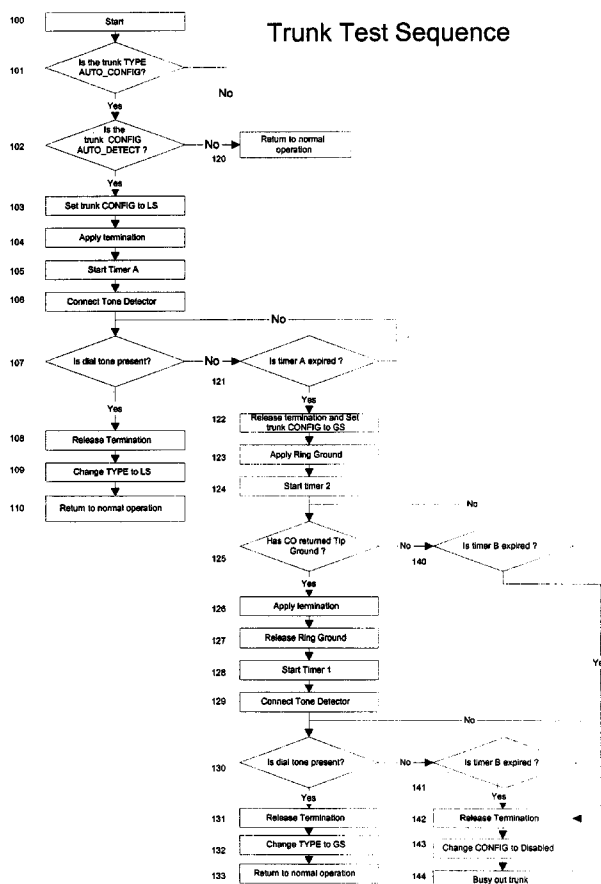 Trunk Test Sequence
100
Start
101
Is the trunk TYPE
AUTO_CONFIG?
No
Yes
102
Is the
trunk CONFIG
AUTO_DETECT ?
No
120
Return to normal
operation
Yes
103
Set trunk CONFIG to LS
104
Apply termination
105
Start Timer A
106
Connect Tone Detector
No
107
Is dial tone present?
No
121
Is timer A expired ?
Yes
Yes
108
Release Termination
109
Change TYPE to LS
110
Return to normal operation
122
Release termination and Set
trunk CONFIG to GS
123
Apply Ring Ground
124
Start timer 2
No
125
Has CO returned Tip
Ground ?
No
140
Is timer B expired ?
Yes
Yes
126
Apply termination
127
Release Ring Ground
128
Start Timer 1
129
Connect Tone Detector
No
130
Is dial tone present?
No
141
Is timer B expired ?
Yes
Yes
131
Release Termination
142
Release Termination
132
Change TYPE to GS
143
Change CONFIG to Disabled
133
Return to normal operation
144
Busy out trunk